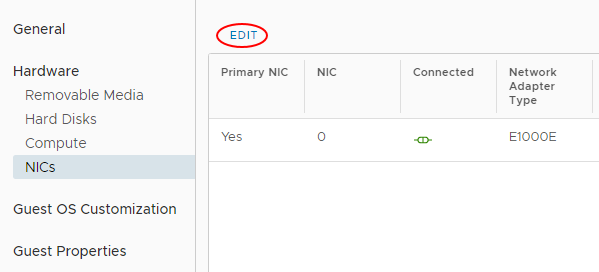 General
Hardware
Removable Media
Hard Disks
Compute
NICs
Guest OS Customization
Guest Properties
EDIT
Primary NIC NIC Connected Network Adapter Type
Yes 0 E1000E